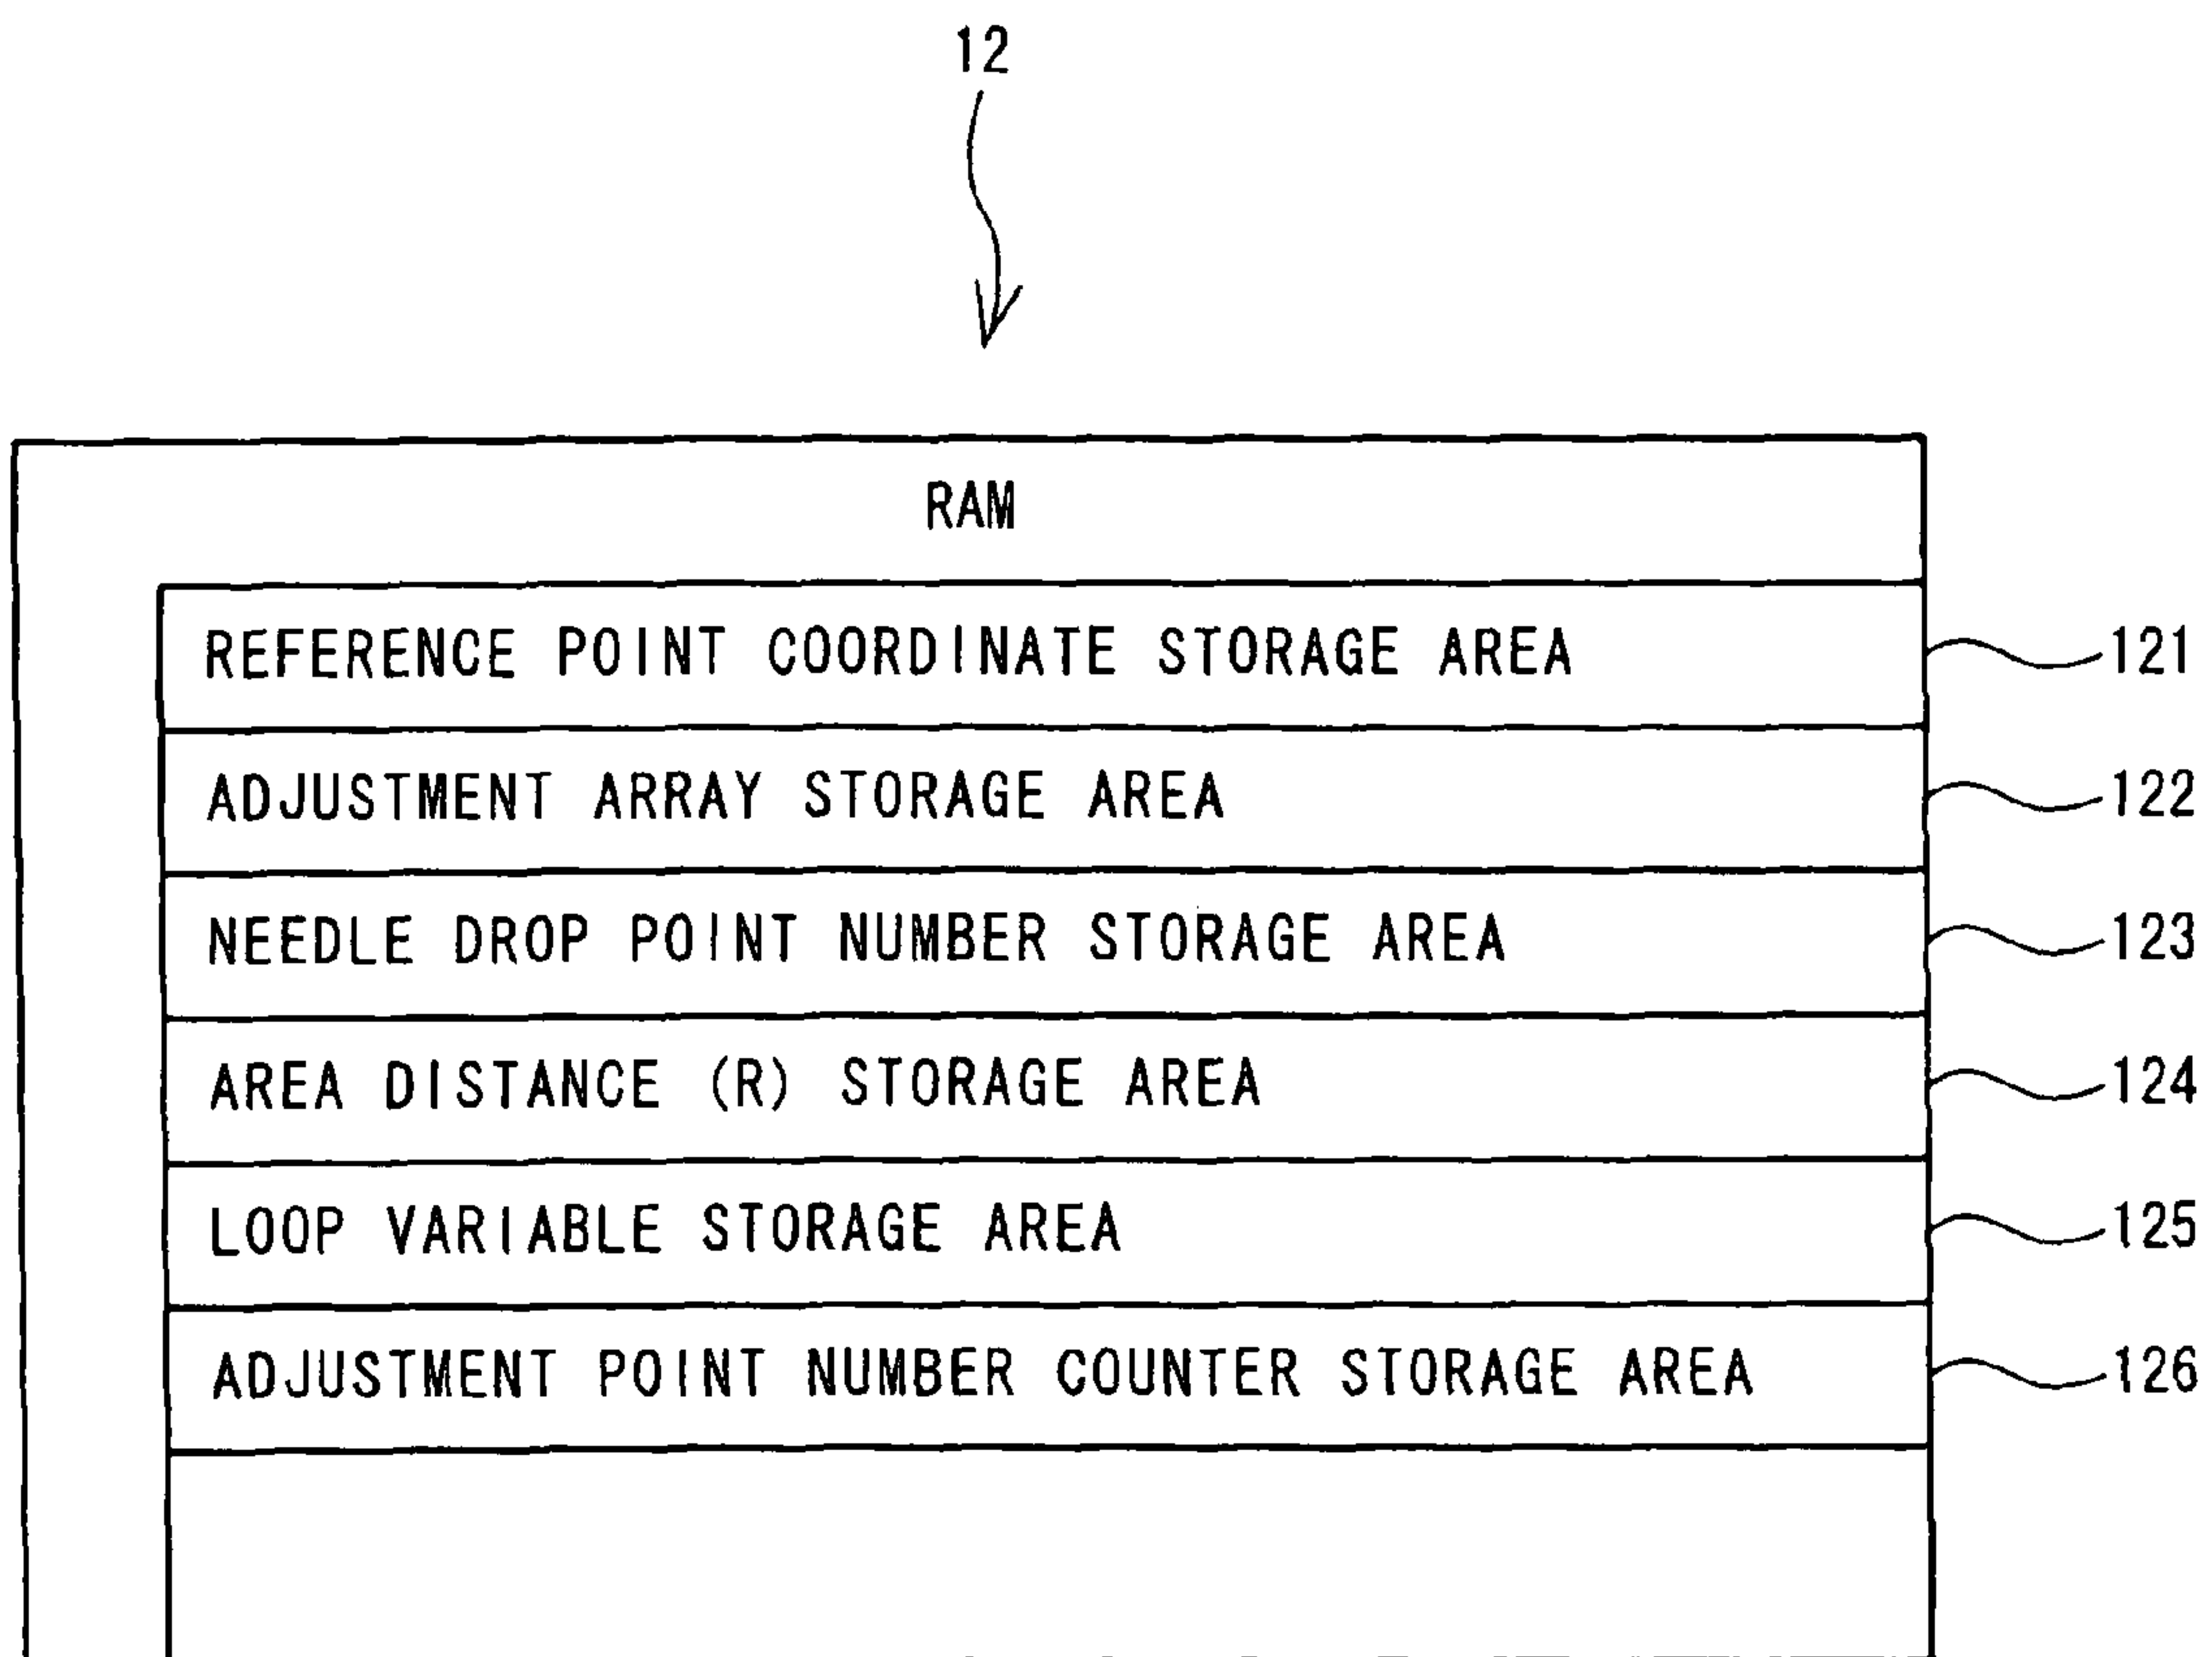 12
RAM
REFERENCE POINT COORDINATE STORAGE AREA 121
ADJUSTMENT ARRAY STORAGE AREA 122
NEEDLE DROP POINT NUMBER STORAGE AREA 123
AREA DISTANCE (R) STORAGE AREA 124
LOOP VARIABLE STORAGE AREA 125
ADJUSTMENT POINT NUMBER COUNTER STORAGE AREA 126